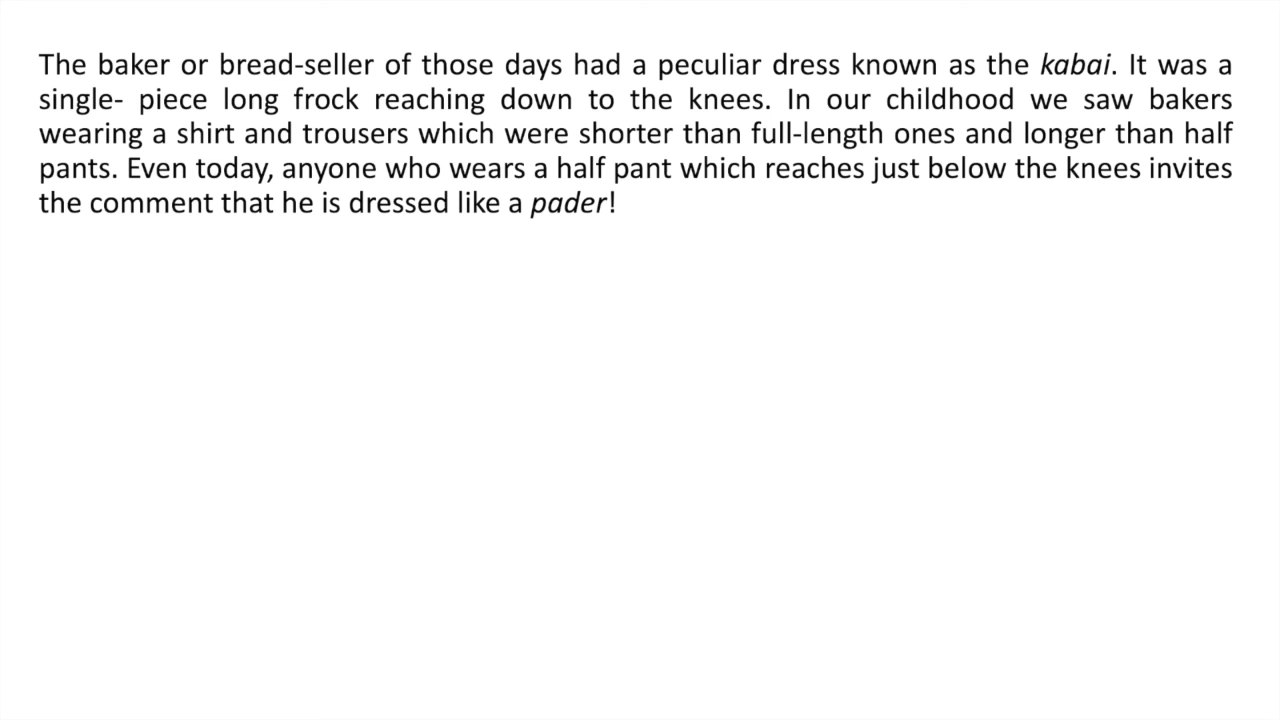 The baker or bread-seller of those days had a peculiar dress known as the kabai. It was a
single- piece long frock reaching down to the knees. In our childhood we saw bakers
wearing a shirt and trousers which were shorter than full-length ones and longer than half
pants. Even today, anyone who wears a half pant which reaches just below the knees invites
the comment that he is dressed like a pader!